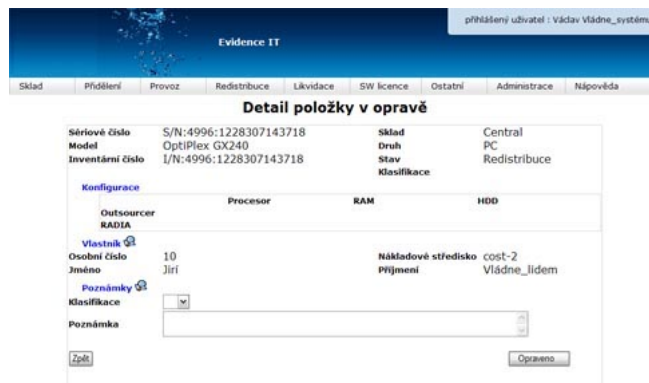 přihlášený uživatel : Václav Vládne_systému
Evidence IT
Sklad Přidělení Provoz Redistribuce Likvidace SW licence Ostatní Administrace Nápověda
Detail položky v opravě
Sériové číslo S/N:4996:1228307143718 Sklad Central
Model OptiPlex GX240 Druh PC
Inventární číslo I/N:4996:1228307143718 Stav Redistribuce
Klasifikace
Konfigurace
Procesor RAM HDD
Outsourcer
RADIA
Vlastník
Osobní číslo 10 Nákladové středisko cost-2
Jméno Jiří Příjmení Vládne_lidem
Poznámky
Klasifikace
Poznámka
Zpět Opraveno